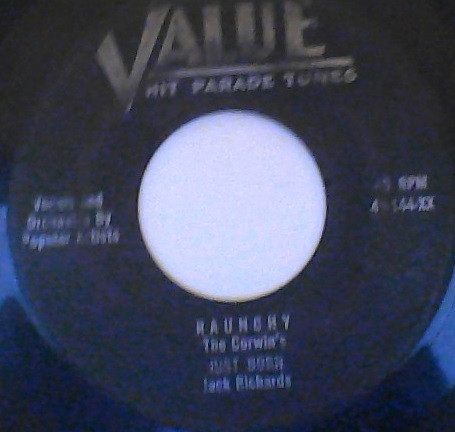 VALUE
HIT PARADE TUNES
Vocals and
Orchestra By
Popular Artists
45 RPM
RAUNCHY
The Corwin's
JUST BORN
Jack Richards